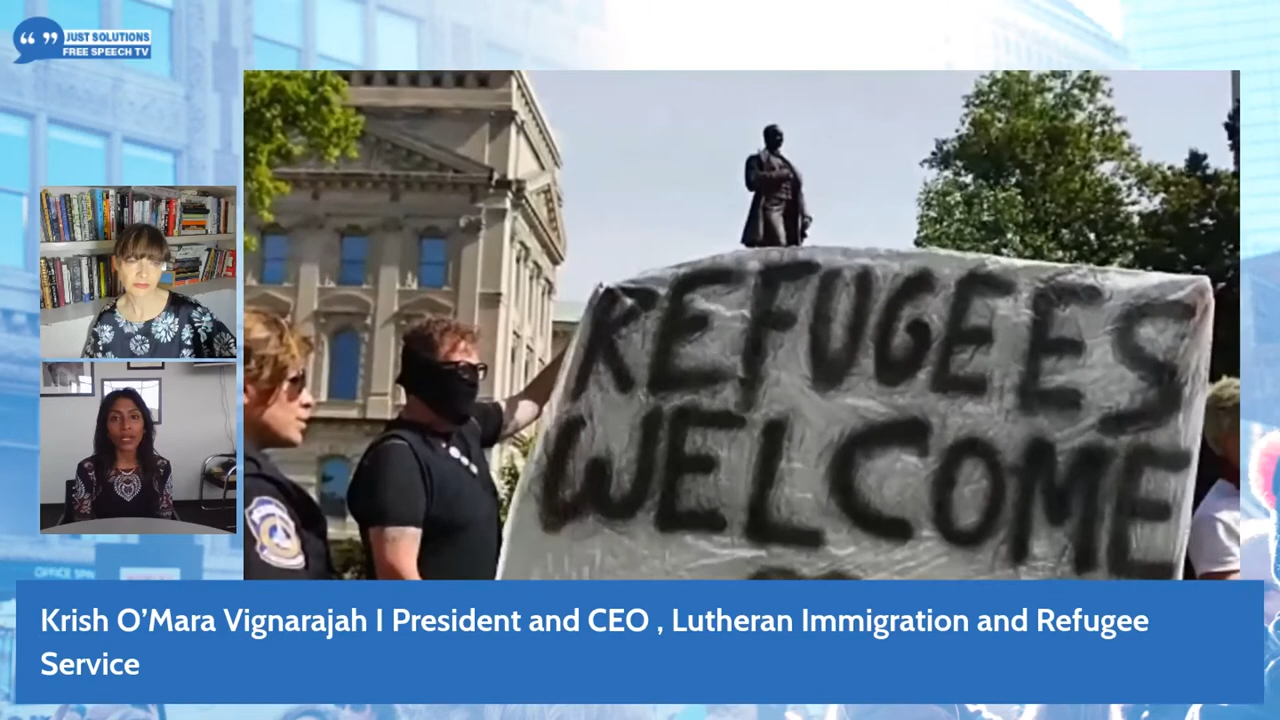 JUST SOLUTIONS
FREE SPEECH TV
REFUGEES
WELCOME
Krish O’Mara Vignarajah I President and CEO , Lutheran Immigration and Refugee
Service